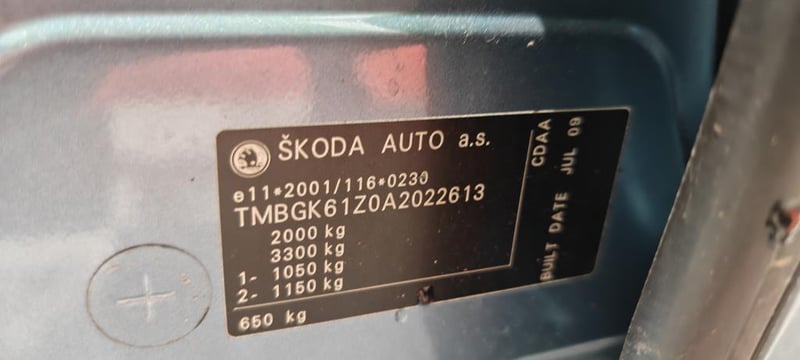 ŠKODA AUTO a.s.
e11*2001/116*0230
TMBGK61Z0A2022613
2000 kg
3300 kg
1- 1050 kg
2- 1150 kg
650 kg
CDAA
BUILT DATE JUL 09